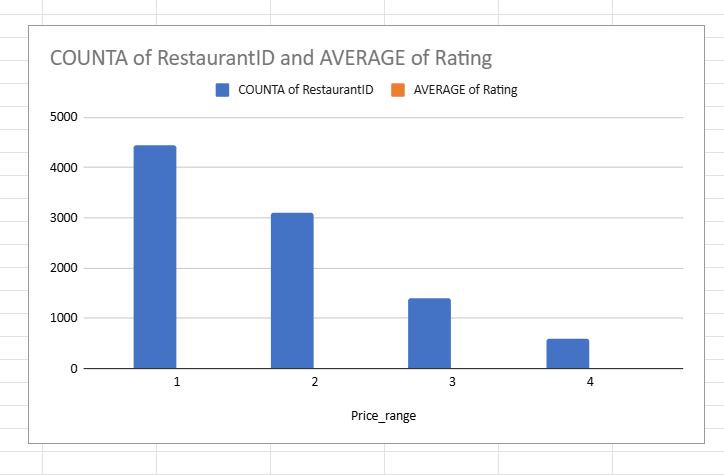 COUNTA of RestaurantID and AVERAGE of Rating
COUNTA of RestaurantID AVERAGE of Rating
5000
4000
3000
2000
1000
0
1 2 3 4
Price_range